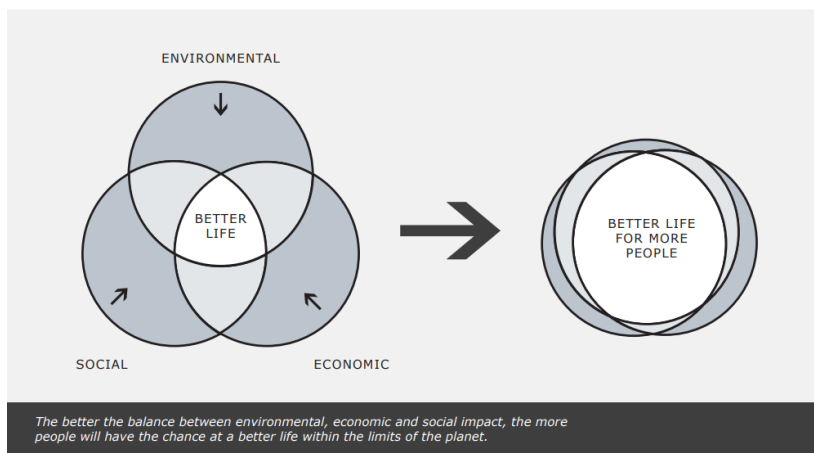 ENVIRONMENTAL
BETTER
LIFE
SOCIAL
ECONOMIC
BETTER LIFE
FOR MORE
PEOPLE
The better the balance between environmental, economic and social impact, the more
people will have the chance at a better life within the limits of the planet.